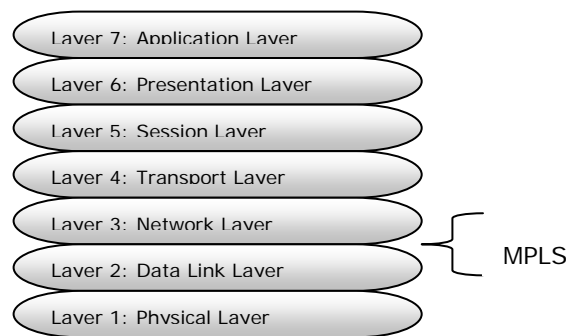 Layer 7: Application Layer
Layer 6: Presentation Layer
Layer 5: Session Layer
Layer 4: Transport Layer
Layer 3: Network Layer
MPLS
Layer 2: Data Link Layer
Layer 1: Physical Layer